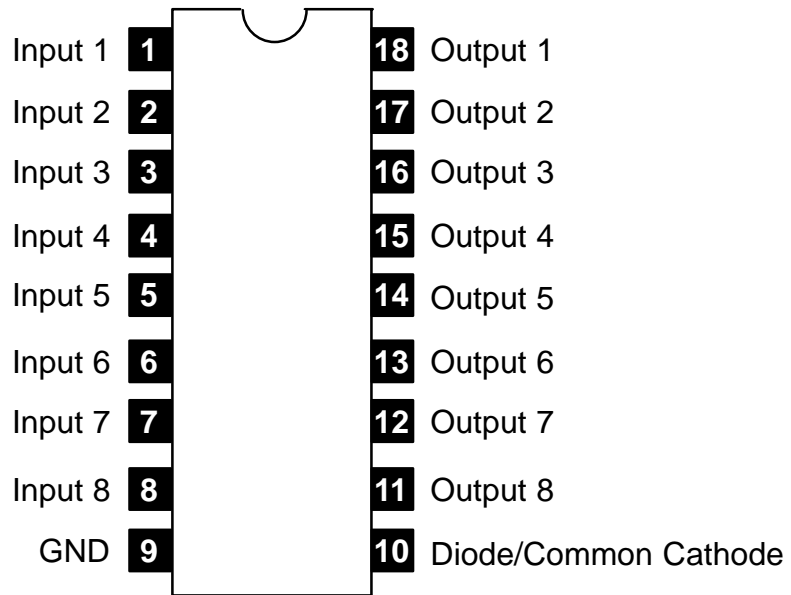 Input 1 1 18 Output 1
Input 2 2 17 Output 2
Input 3 3 16 Output 3
Input 4 4 15 Output 4
Input 5 5 14 Output 5
Input 6 6 13 Output 6
Input 7 7 12 Output 7
Input 8 8 11 Output 8
GND 9 10 Diode/Common Cathode